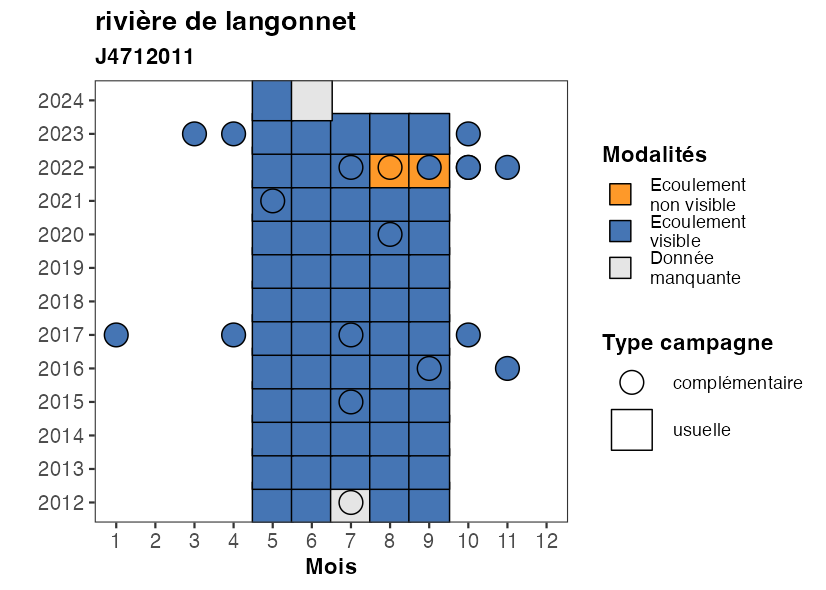 rivière de langonnet
J4712011
2024
2023
2022
2021
2020
2019
2018
2017
2016
2015
2014
2013
2012
1 2 3 4 5 6 7 8 9 10 11 12
Mois
Modalités
Ecoulement
non visible
Ecoulement
visible
Donnée
manquante
Type campagne
complémentaire
usuelle